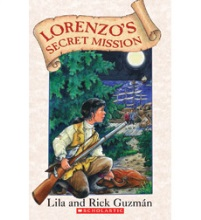 LORENZO'S
SECRET MISSION
Lila and Rick Guzmán
SCHOLASTIC